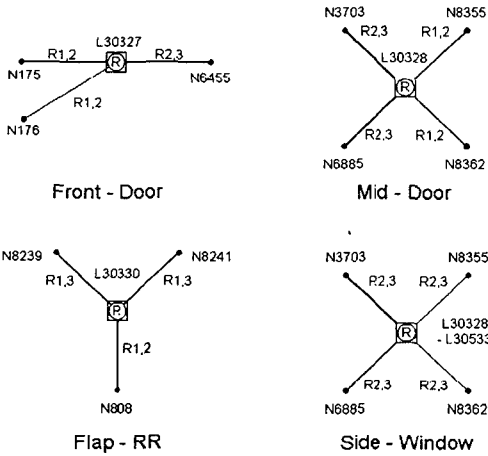 L30327
R1,2
R2,3
R
N175
N6455
R1,2
N176
Front - Door
N3703
N8355
R2,3
R1,2
L30328
R
R2,3
R1,2
N6885
N8362
Mid - Door
N8239
N8241
L30330
R1,3
R1,3
R
R1,2
N808
Flap - RR
N3703
N8355
R2,3
R2,3
L30328
- L30533
R
R2,3
R2,3
N6885
N8362
Side - Window